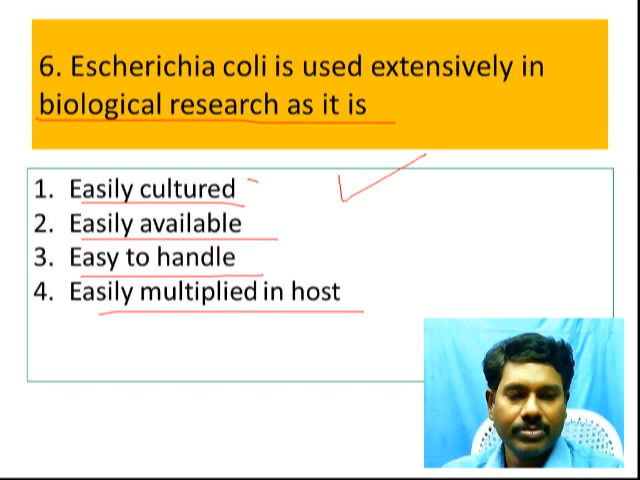 6. Escherichia coli is used extensively in
biological research as it is
1. Easily cultured
2. Easily available
3. Easy to handle
4. Easily multiplied in host